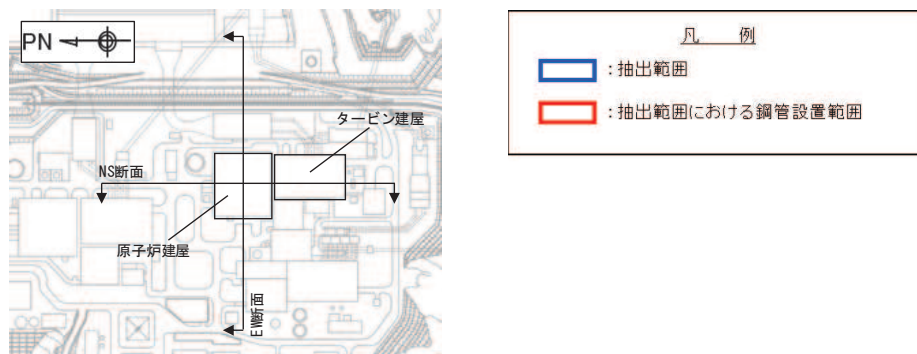 PN
タービン建屋
NS断面
原子炉建屋
EW断面
凡 例
:抽出範囲
:抽出範囲における鋼管設置範囲